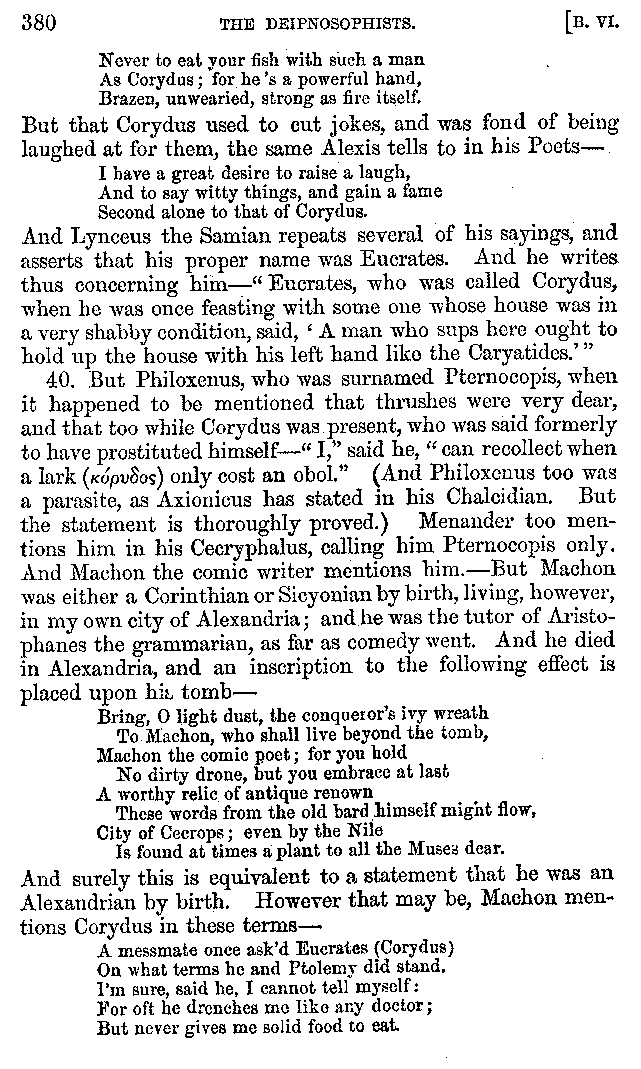 380 THE DEIPNOSOPHISTS. [B. VI.
Never to eat your fish with such a man
As Corydus; for he's a powerful hand,
Brazen, unwearied, strong as fire itself.
But that Corydus used to cut jokes, and was fond of being
laughed at for them, the same Alexis tells to in his Poets—
I have a great desire to raise a laugh,
And to say witty things, and gain a fame
Second alone to that of Corydus.
And Lynceus the Samian repeats several of his sayings, and
asserts that his proper name was Eucrates. And he writes
thus concerning him—“Eucrates, who was called Corydus,
when he was once feasting with some one whose house was in
a very shabby condition, said, ‘A man who sups here ought to
hold up the house with his left hand like the Caryatides.’”
40. But Philoxenus, who was surnamed Pternocopis, when
it happened to be mentioned that thrushes were very dear,
and that too while Corydus was present, who was said formerly
to have prostituted himself—“I,” said he, “can recollect when
a lark (κόρυδος) only cost an obol.” (And Philoxenus too was
a parasite, as Axionicus has stated in his Chalcidian. But
the statement is thoroughly proved.) Menander too men-
tions him in his Cecryphalus, calling him Pternocopis only.
And Machon the comic writer mentions him.—But Machon
was either a Corinthian or Sicyonian by birth, living, however,
in my own city of Alexandria; and he was the tutor of Aristo-
phanes the grammarian, as far as comedy went. And he died
in Alexandria, and an inscription to the following effect is
placed upon his tomb—
Bring, O light dust, the conqueror's ivy wreath
To Machon, who shall live beyond the tomb,
Machon the comic poet; for you hold
No dirty drone, but you embrace at last
A worthy relic of antique renown
These words from the old bard himself might flow,
City of Cecrops; even by the Nile
Is found at times a plant to all the Muses dear.
And surely this is equivalent to a statement that he was an
Alexandrian by birth. However that may be, Machon men-
tions Corydus in these terms—
A messmate once ask'd Eucrates (Corydus)
On what terms he and Ptolemy did stand.
I'm sure, said he, I cannot tell myself:
For oft he drenches me like any doctor;
But never gives me solid food to eat.